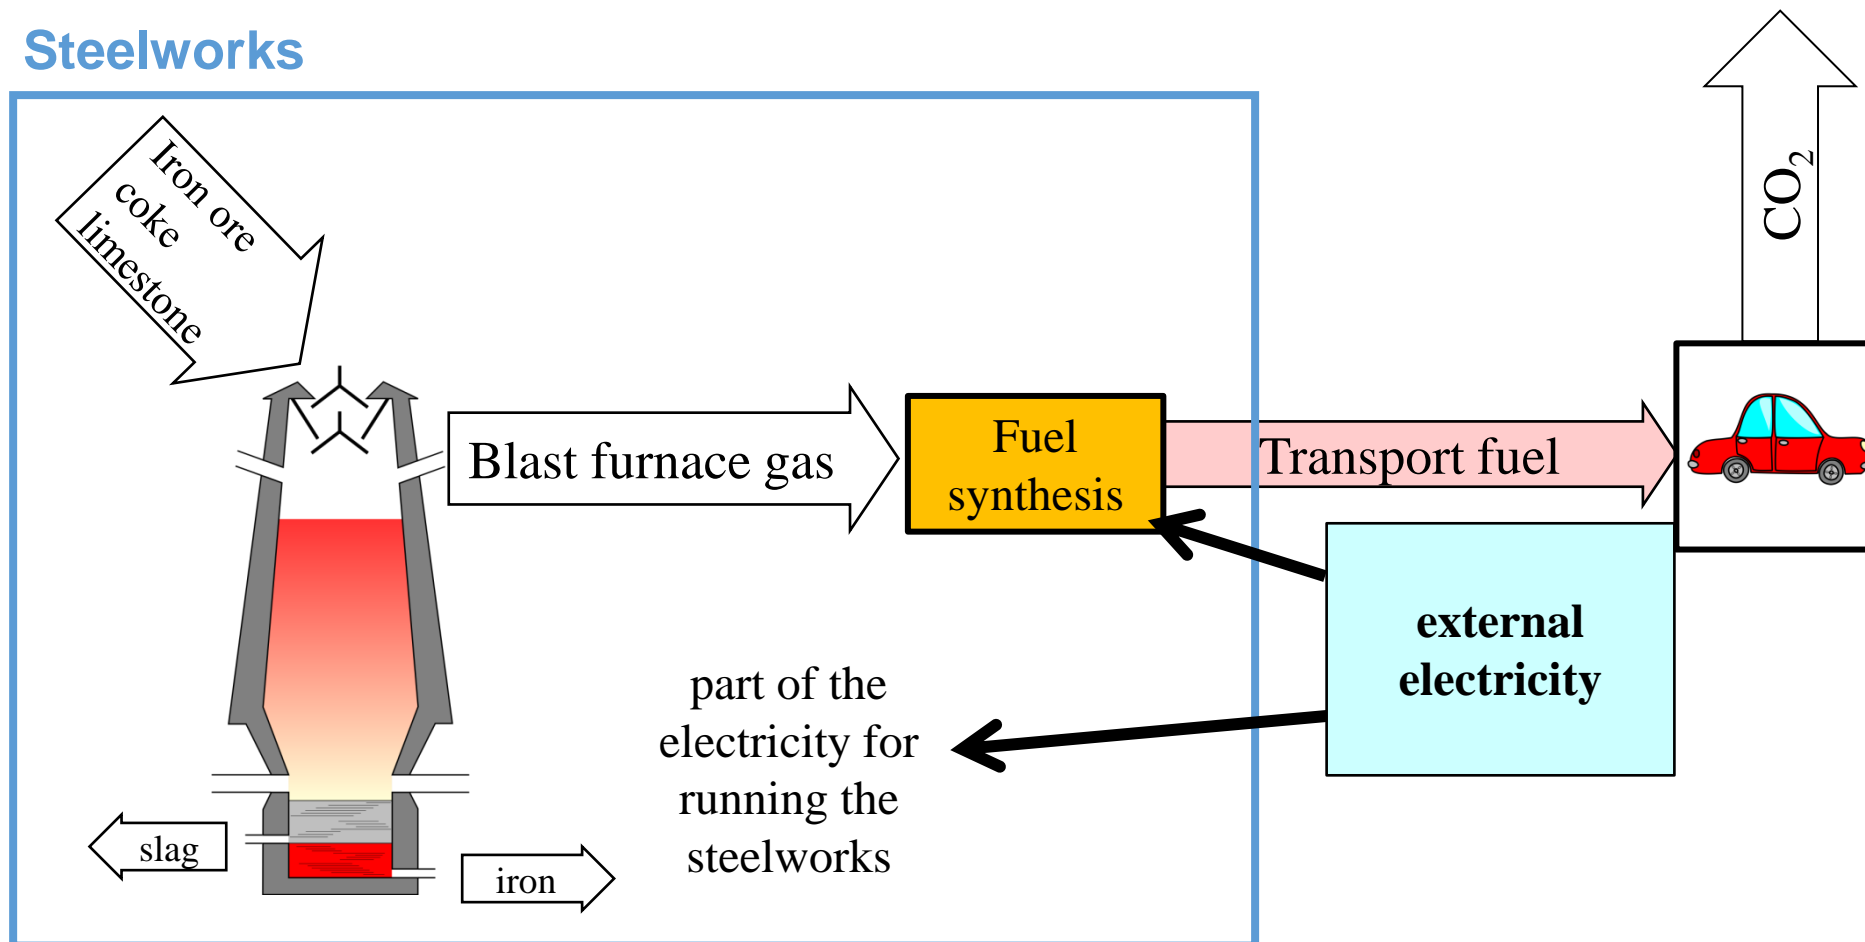 Steelworks
Iron ore
coke
limestone
CO₂
Blast furnace gas
Fuel
synthesis
Transport fuel
external
electricity
part of the
electricity for
running the
steelworks
slag
iron